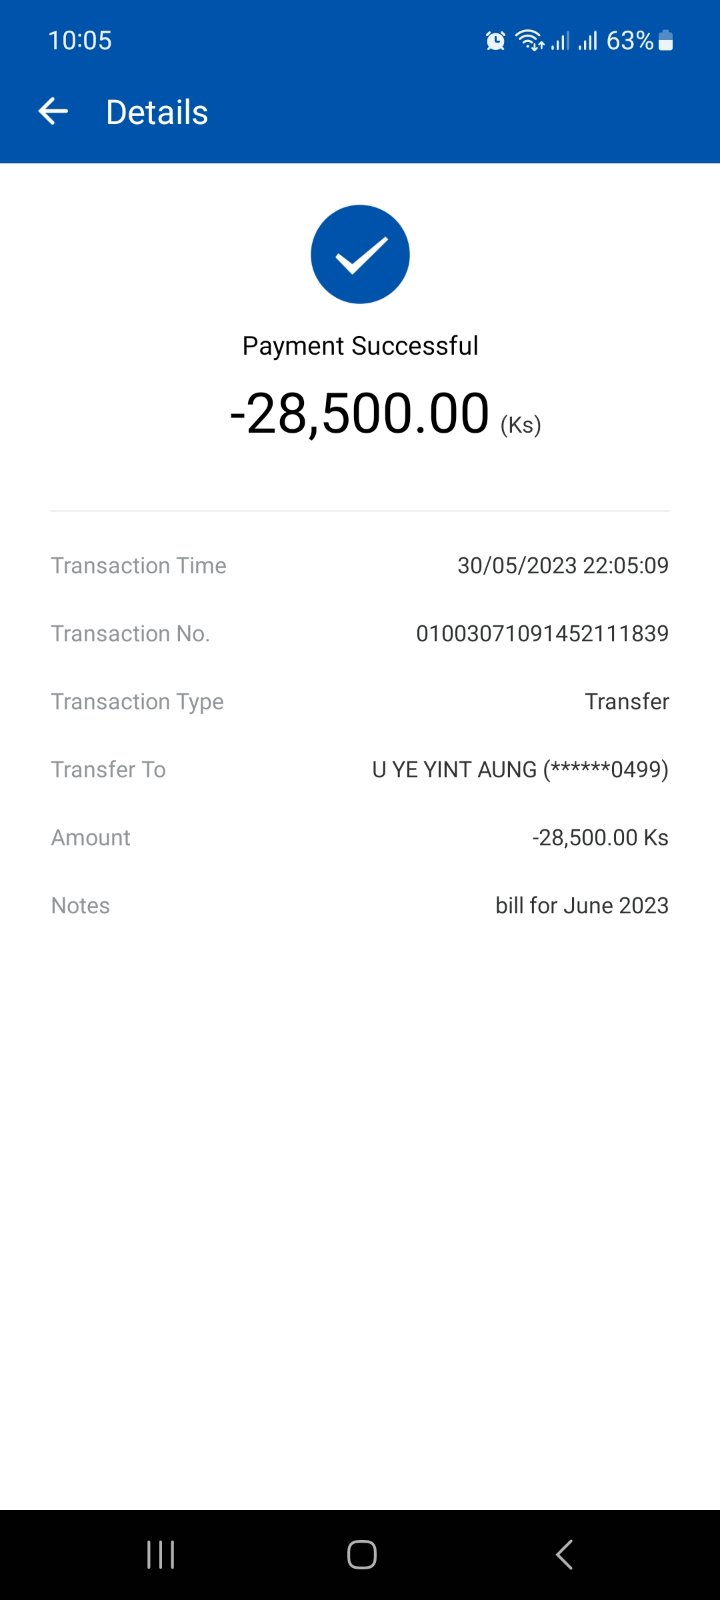 10:05 63%
Details
Payment Successful
-28,500.00 (Ks)
Transaction Time 30/05/2023 22:05:09
Transaction No. 01003071091452111839
Transaction Type Transfer
Transfer To U YE YINT AUNG (******0499)
Amount -28,500.00 Ks
Notes bill for June 2023